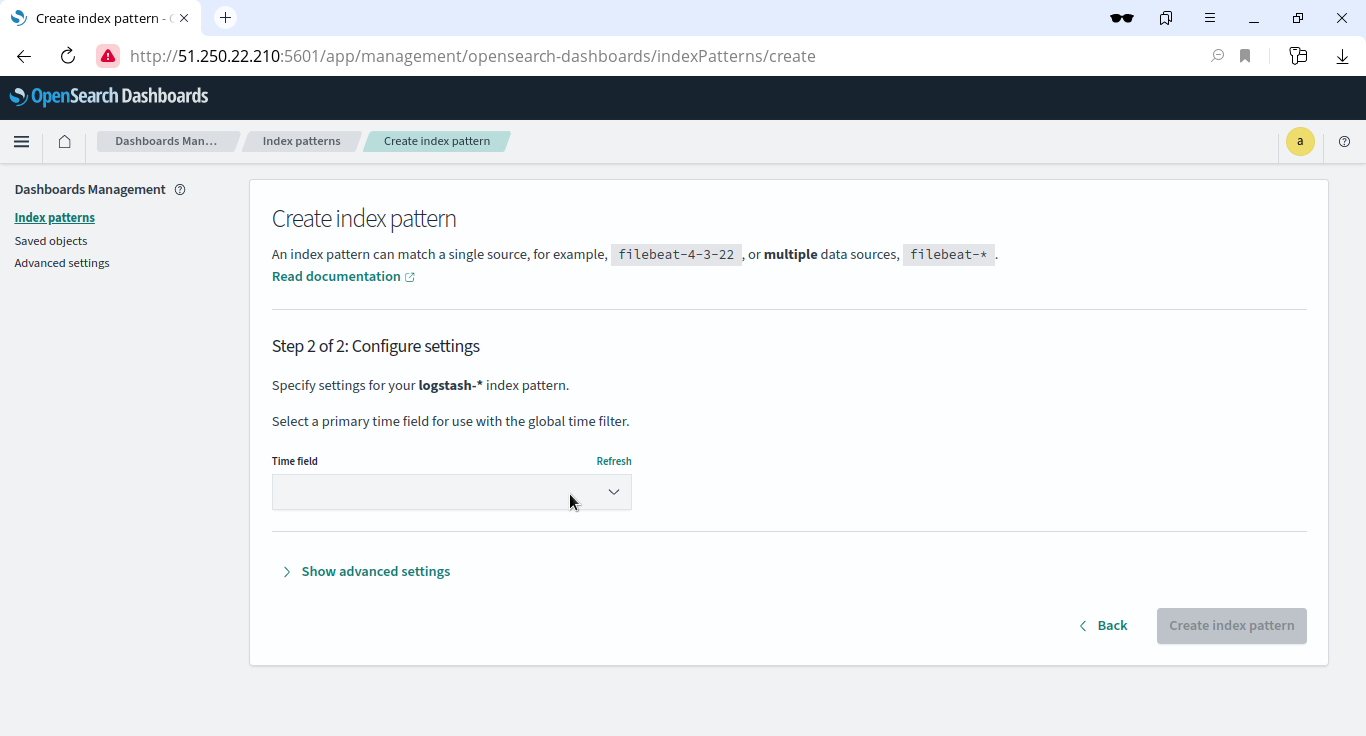 Create index pattern - C
http://51.250.22.210:5601/app/management/opensearch-dashboards/indexPatterns/create
OpenSearch Dashboards
Dashboards Man… Index patterns Create index pattern a
Dashboards Management
Index patterns
Saved objects
Advanced settings
Create index pattern
An index pattern can match a single source, for example, filebeat-4-3-22 , or multiple data sources, filebeat-* .
Read documentation
Step 2 of 2: Configure settings
Specify settings for your logstash-* index pattern.
Select a primary time field for use with the global time filter.
Time field Refresh
Show advanced settings
Back Create index pattern